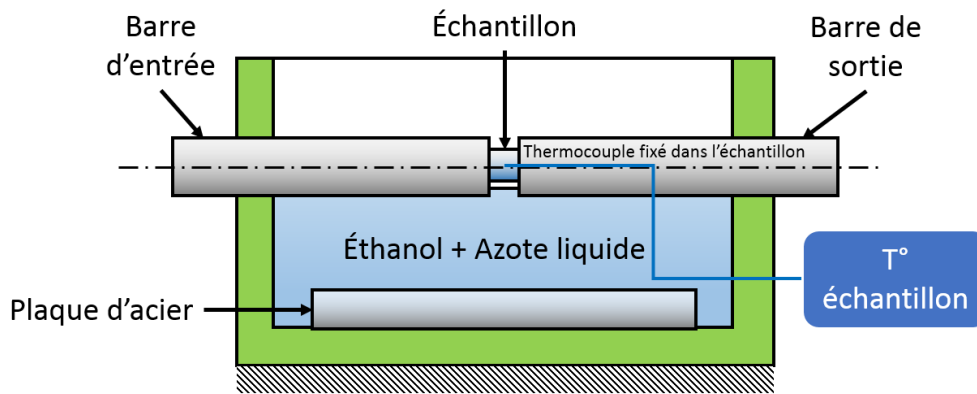 Barre
d'entrée
Échantillon
Barre de
sortie
Thermocouple fixé dans l'échantillon
Éthanol + Azote liquide
Plaque d'acier
T°
échantillon